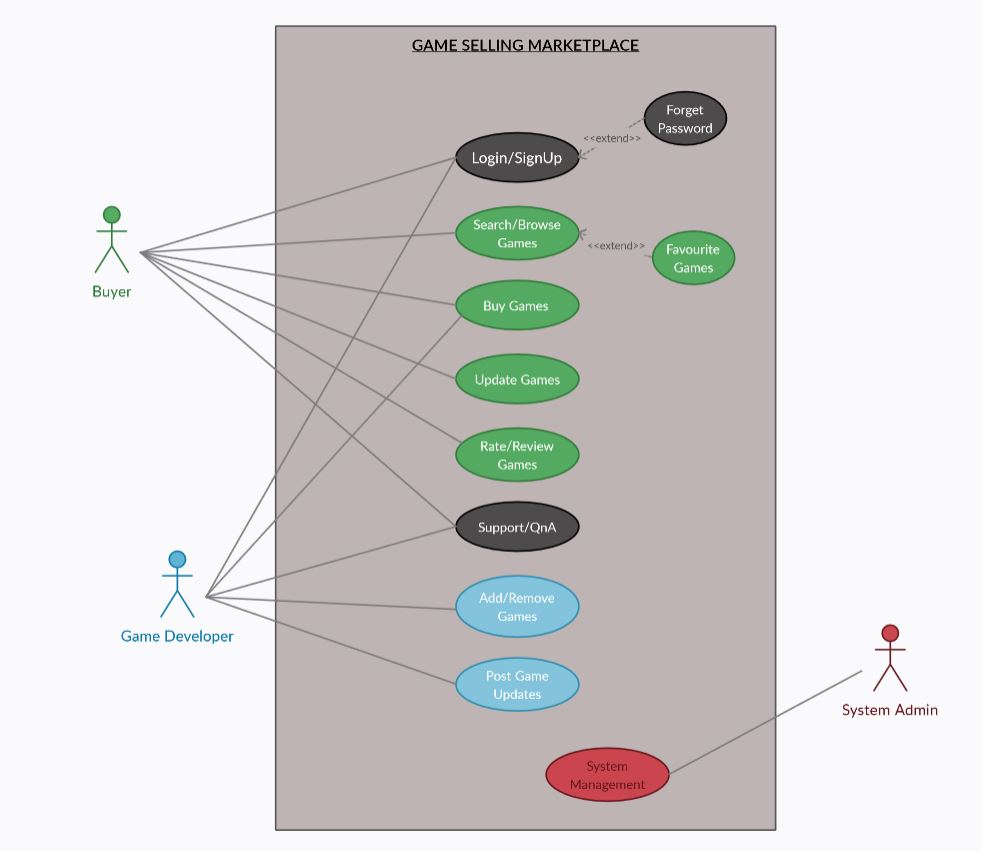 GAME SELLING MARKETPLACE
Forget
Password
<<extend>>
Login/SignUp
Search/Browse
Games
<<extend>>
Favourite
Games
Buyer
Buy Games
Update Games
Rate/Review
Games
Support/QnA
Add/Remove
Games
Game Developer
Post Game
Updates
System Admin
System
Management